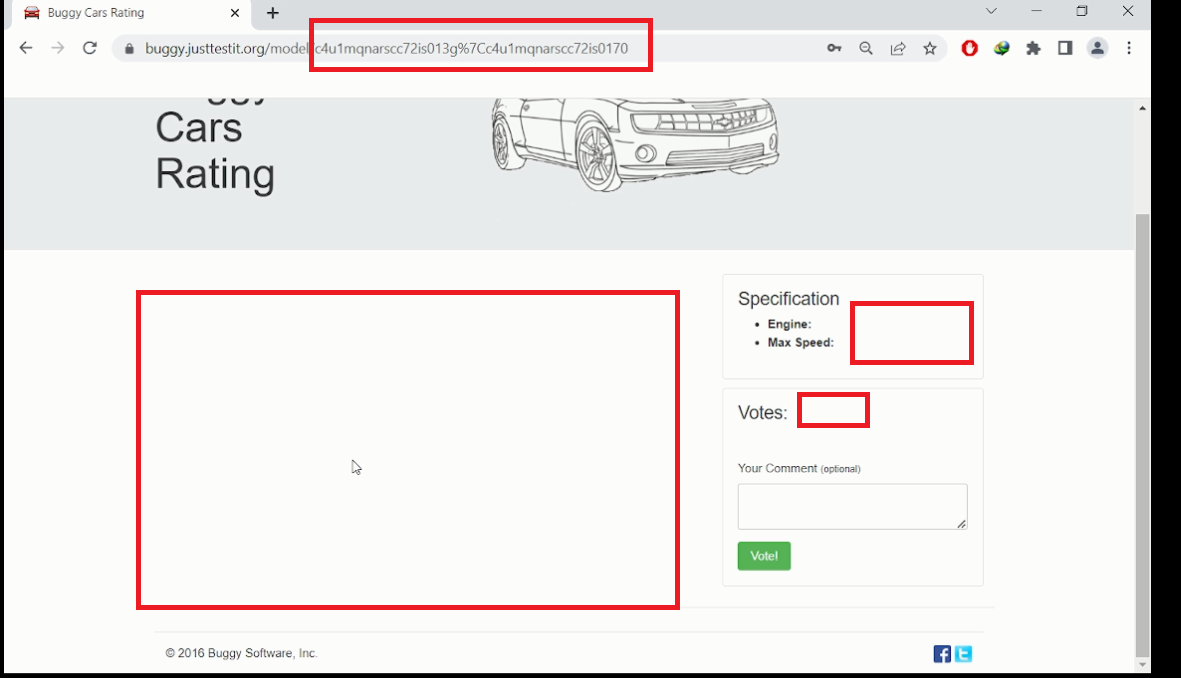 Buggy Cars Rating
buggy.justtestit.org/model/c4u1mqnarscc72is013g%7Cc4u1mqnarscc72is0170
Cars
Rating
Specification
Engine:
Max Speed:
Votes:
Your Comment (optional)
Vote!
© 2016 Buggy Software, Inc.